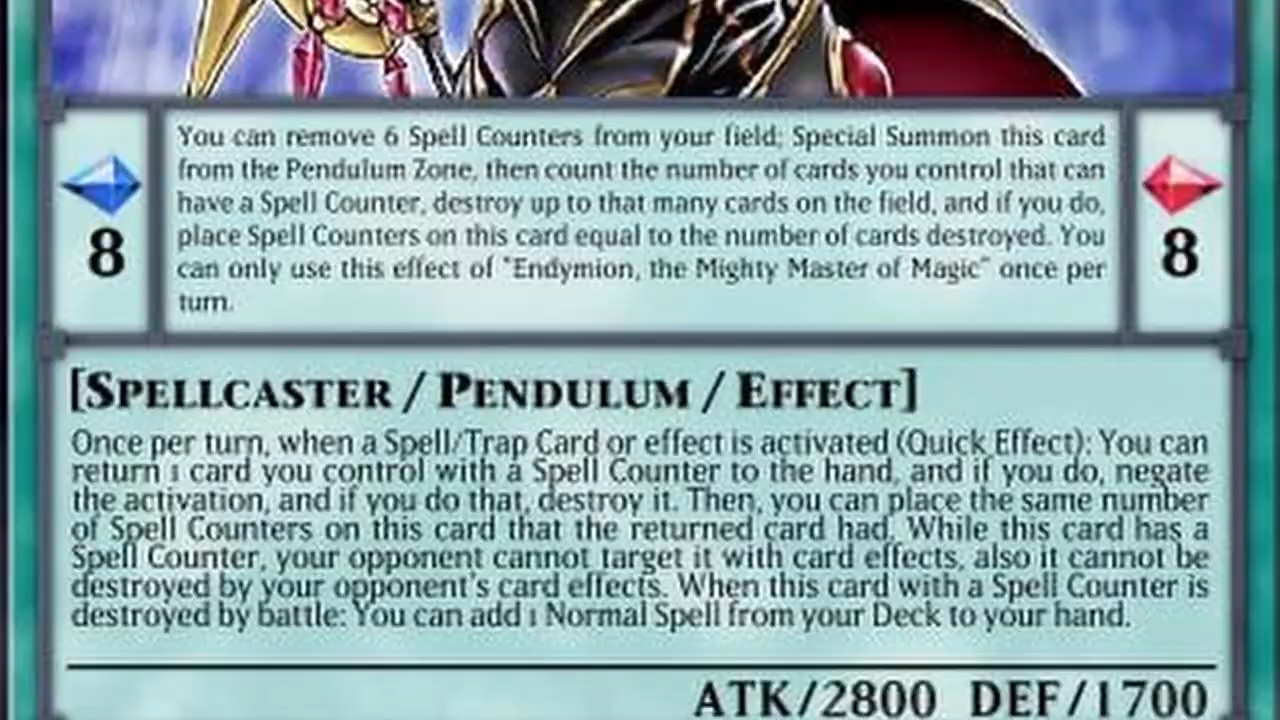 You can remove 6 Spell Counters from your field; Special Summon this card
from the Pendulum Zone, then count the number of cards you control that can
have a Spell Counter, destroy up to that many cards on the field, and if you do,
place Spell Counters on this card equal to the number of cards destroyed. You
can only use this effect of "Endymion, the Mighty Master of Magic" once per
turn.
8
8
[SPELLCASTER / PENDULUM / EFFECT]
Once per turn, when a Spell/Trap Card or effect is activated (Quick Effect): You can
return 1 card you control with a Spell Counter to the hand, and if you do, negate
the activation, and if you do that, destroy it. Then, you can place the same number
of Spell Counters on this card that the returned card had. While this card has a
Spell Counter, your opponent cannot target it with card effects, also it cannot be
destroyed by your opponent's card effects. When this card with a Spell Counter is
destroyed by battle: You can add 1 Normal Spell from your Deck to your hand.
ATK/2800 DEF/1700